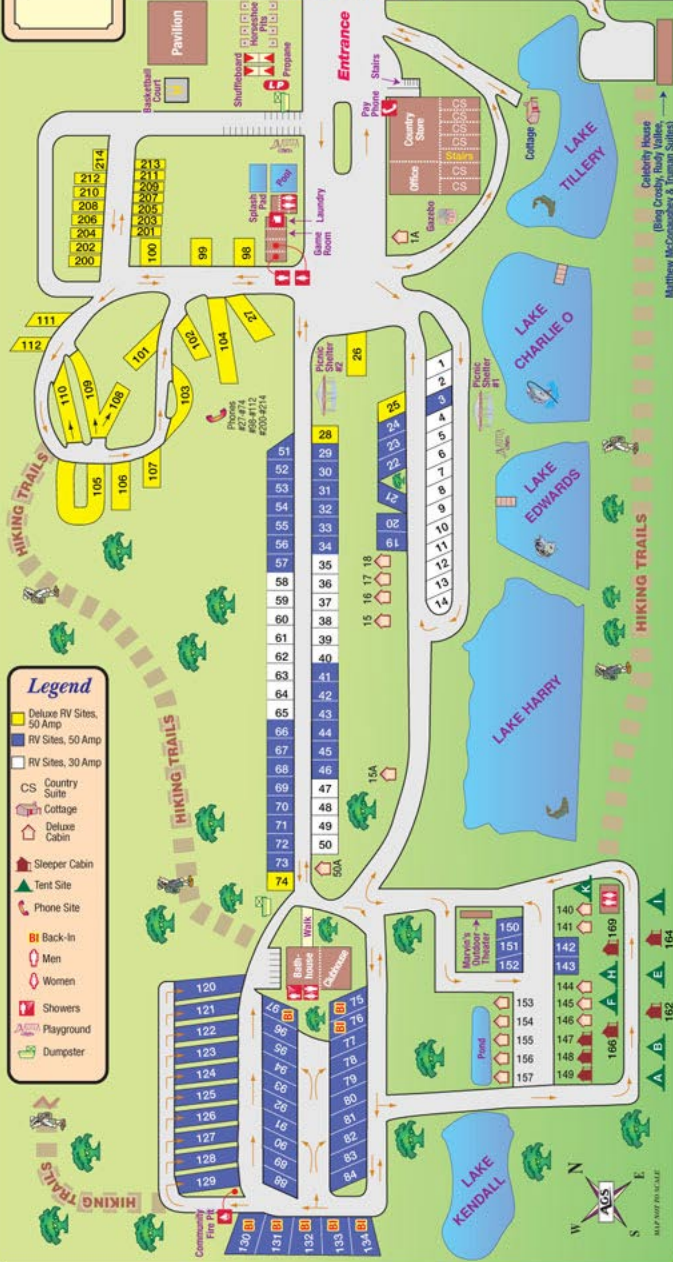 Pavilion
Basketball
Court
Shuffleboard
Horseshoe
Pits
LP
Propane
Entrance
Stairs
Pay
Phone
Country
Store
Office
CS
CS
CS
CS
CS
Stairs
CS
CS
Gazebo
1A
Cottage
LAKE
TILLERY
Celebrity House
(Bing Crosby, Rudy Vallee,
Matthew McConaughey & Truman Suites)
Splash
Pad
Pool
Laundry
Game
Room
214
212
210
208
206
204
202
200
213
211
209
207
205
203
201
100
99
98
111
112
110
109
108
101
102
104
27
103
105
106
107
Phones
#27-#74
#98-#112
#200-#214
HIKING TRAILS
Picnic
Shelter
#2
26
25
24
23
22
21
20
19
18
17
16
15
15A
1
2
3
4
5
6
7
8
9
10
11
12
13
14
Picnic
Shelter
#1
LAKE
CHARLIE O
LAKE
EDWARDS
LAKE HARRY
HIKING TRAILS
51
52
53
54
55
56
57
58
59
60
61
62
63
64
65
66
67
68
69
70
71
72
73
74
28
29
30
31
32
33
34
35
36
37
38
39
40
41
42
43
44
45
46
47
48
49
50
50A
HIKING TRAILS
Legend
Deluxe RV Sites,
50 Amp
RV Sites, 50 Amp
RV Sites, 30 Amp
CS Country
Suite
Cottage
Deluxe
Cabin
Sleeper Cabin
Tent Site
Phone Site
BI Back-In
Men
Women
Showers
Playground
Dumpster
HIKING TRAILS
Walk
Bath-
house
Clubhouse
120
121
122
123
124
125
126
127
128
129
97 BI
96
95
94
93
92
91
90
89
88
BI 75
BI 76
77
78
79
80
81
82
83
84
Community
Fire Pit
130 BI
131 BI
132 BI
133 BI
134 BI
Marvin's
Outdoor
Theater
150
151
152
Pond
153
154
155
156
157
K
140
141
142
143
144
145
146
147
148
149
169
H
F
166
I
164
E
162
B
A
LAKE
KENDALL
N
W
E
S
AGS
MAP NOT TO SCALE